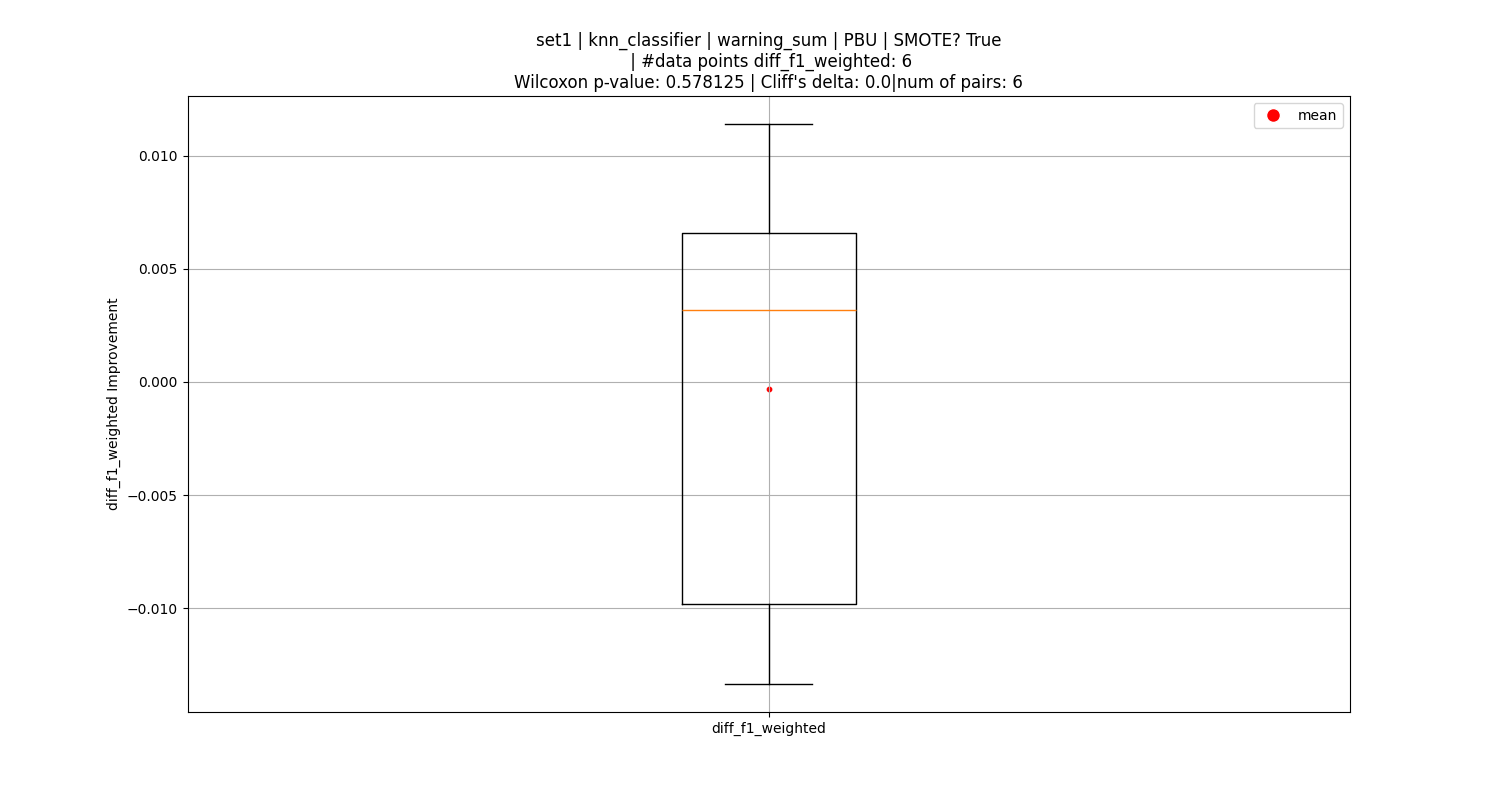 set1 | knn_classifier | warning_sum | PBU | SMOTE? True
| #data points diff_f1_weighted: 6
Wilcoxon p-value: 0.578125 | Cliff's delta: 0.0|num of pairs: 6
mean
0.010
0.005
0.000
−0.005
−0.010
diff_f1_weighted Improvement
diff_f1_weighted